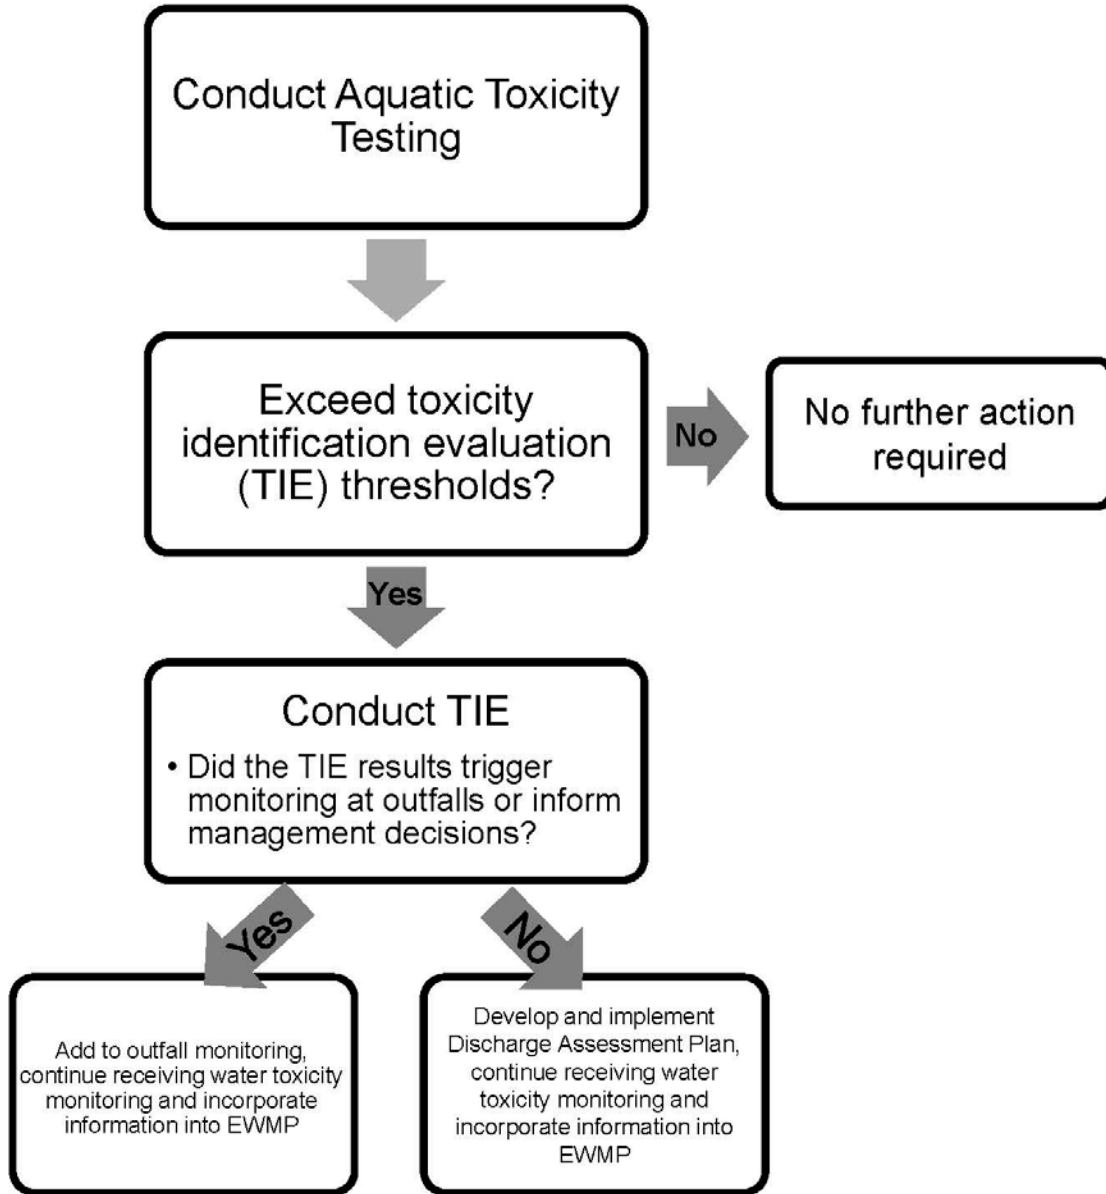 Conduct Aquatic Toxicity
Testing
Exceed toxicity
identification evaluation
(TIE) thresholds?
No
No further action
required
Yes
Conduct TIE
• Did the TIE results trigger
monitoring at outfalls or inform
management decisions?
Yes
No
Add to outfall monitoring,
continue receiving water toxicity
monitoring and incorporate
information into EWMP
Develop and implement
Discharge Assessment Plan,
continue receiving water
toxicity monitoring and
incorporate information into
EWMP